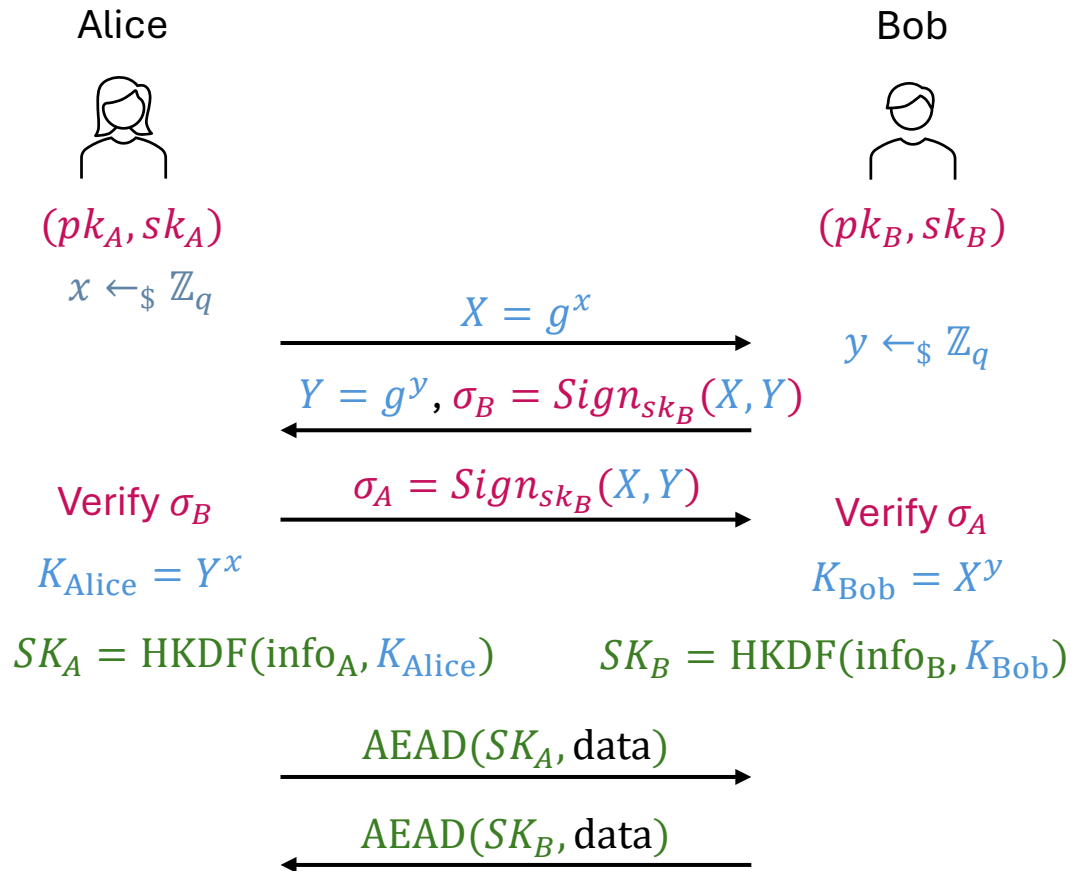 Alice Bob
(pk_A, sk_A) (pk_B, sk_B)
x ←_$ ℤ_q
X = g^x
y ←_$ ℤ_q
Y = g^y, σ_B = Sign_{sk_B}(X, Y)
σ_A = Sign_{sk_B}(X, Y)
Verify σ_B Verify σ_A
K_Alice = Y^x K_Bob = X^y
SK_A = HKDF(info_A, K_Alice) SK_B = HKDF(info_B, K_Bob)
AEAD(SK_A, data)
AEAD(SK_B, data)